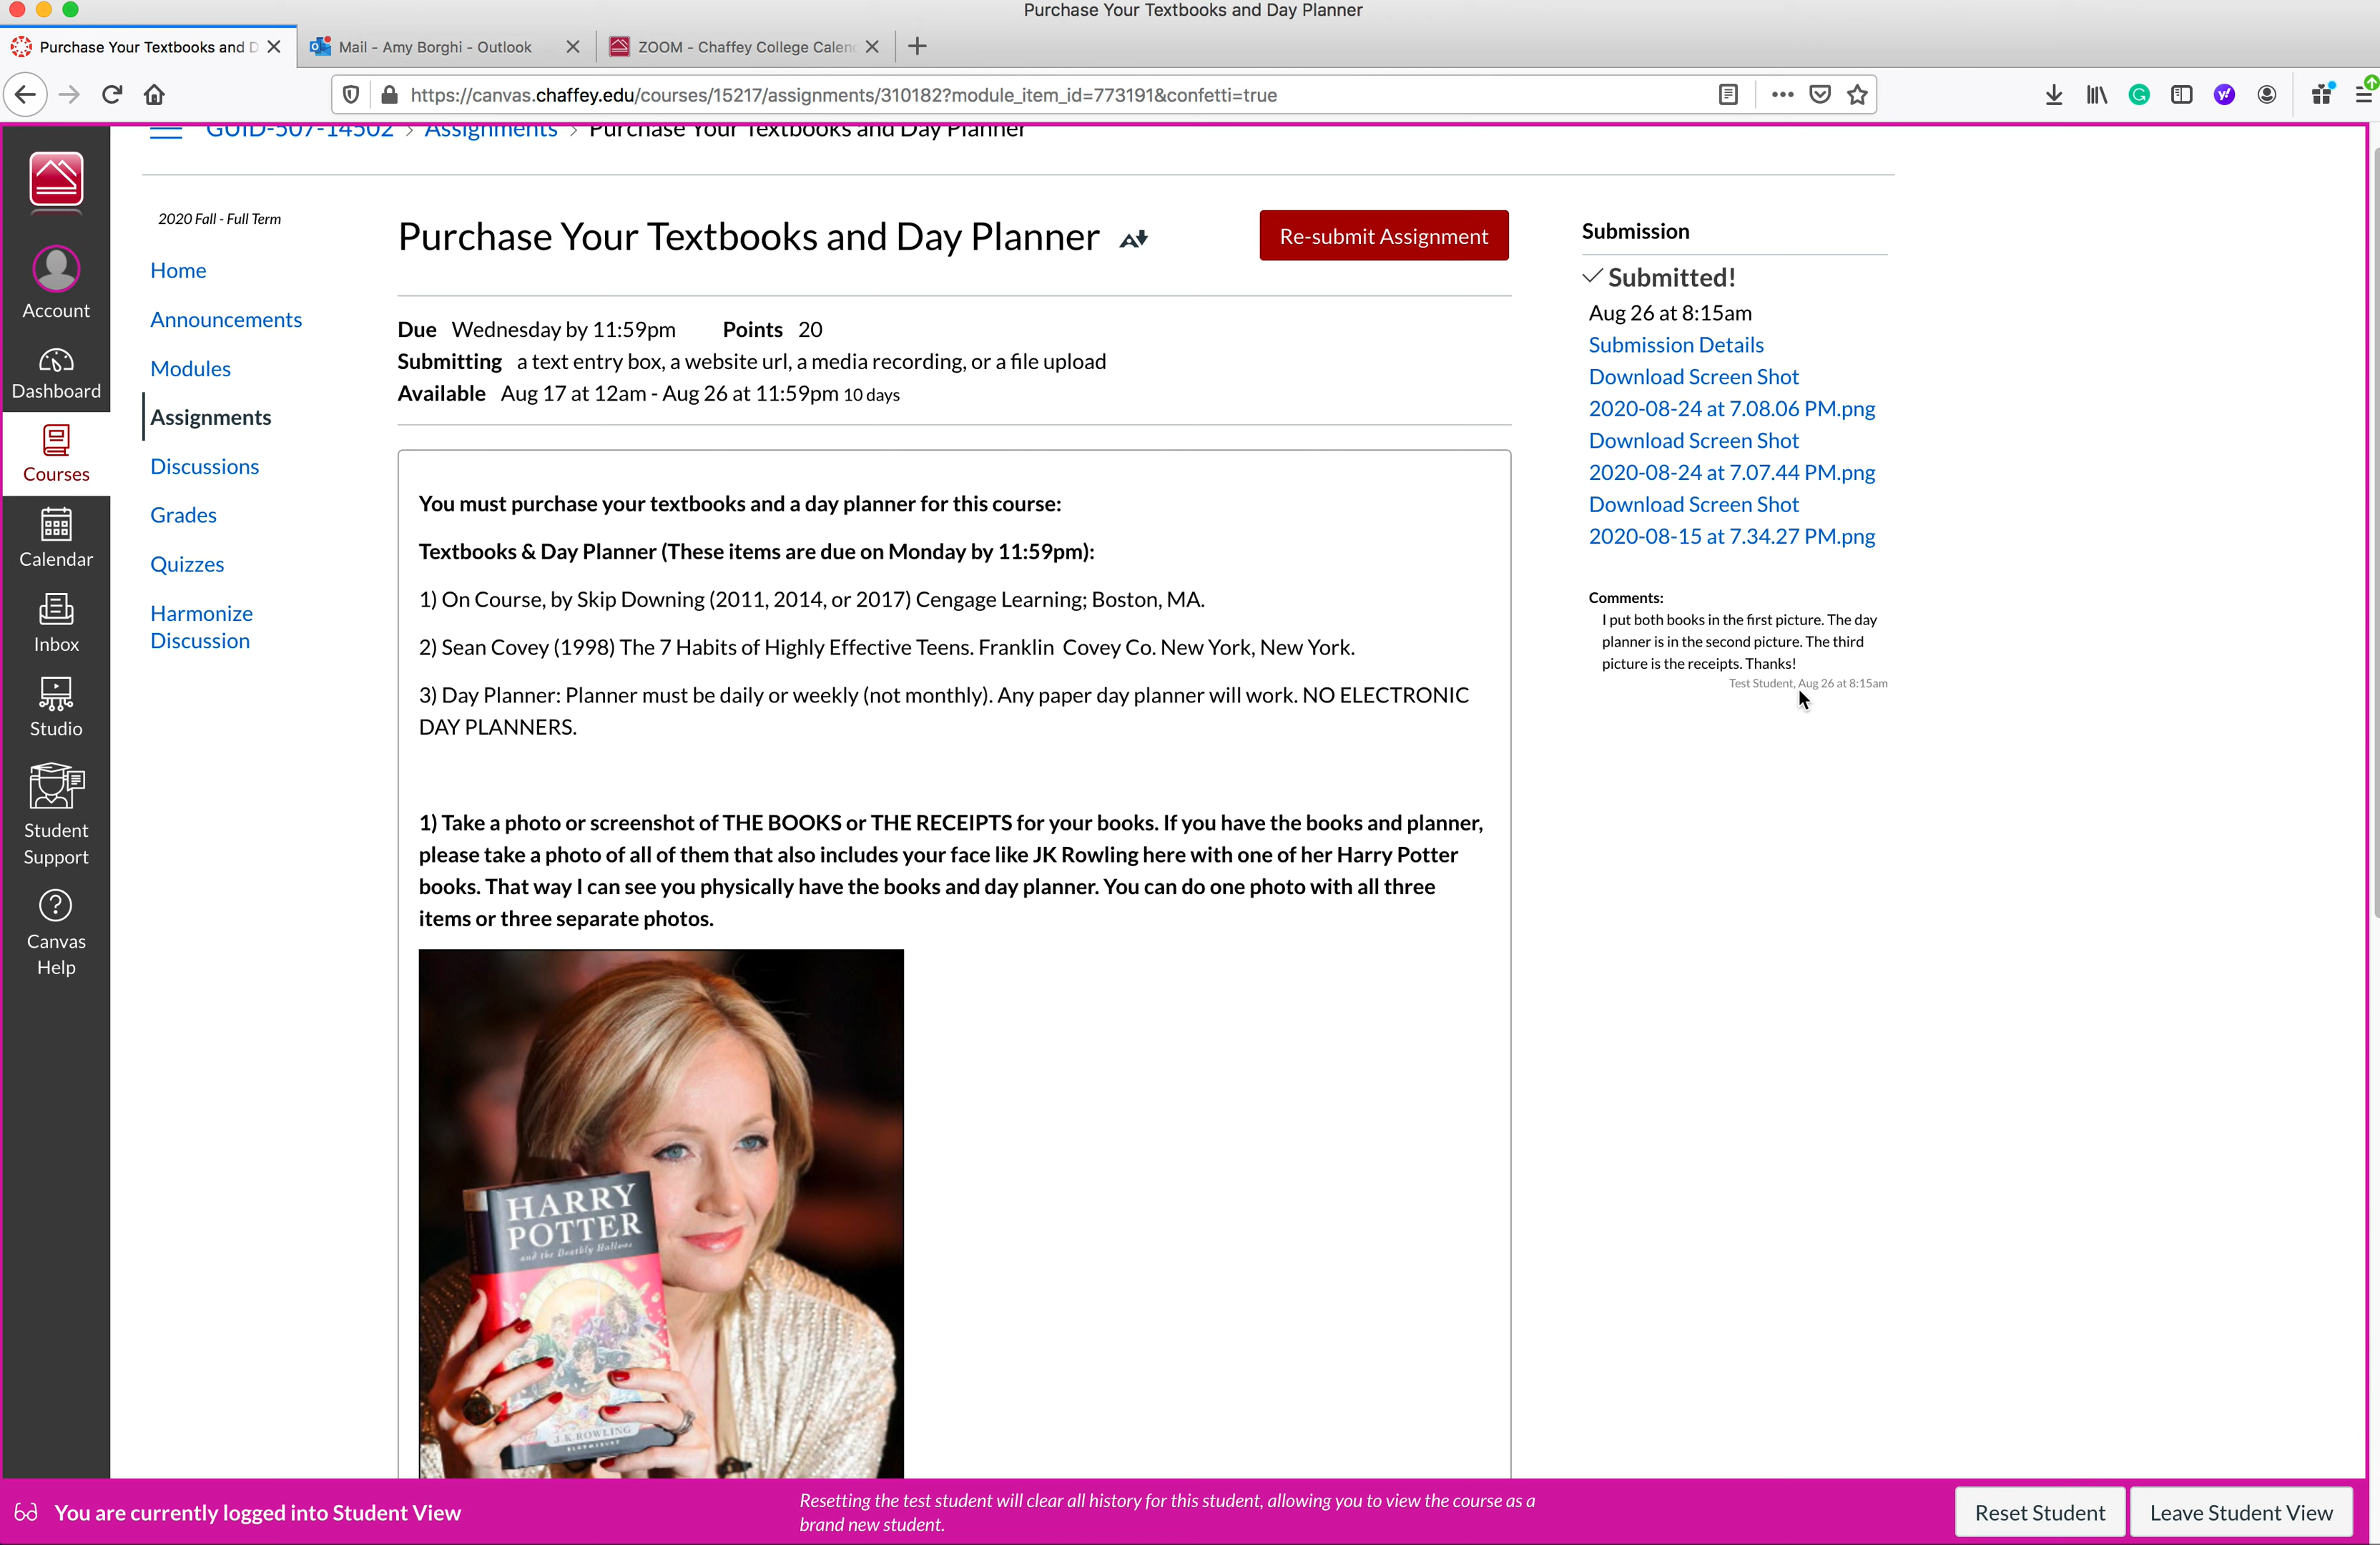 Purchase Your Textbooks and Day Planner
Purchase Your Textbooks and D
Mail - Amy Borghi - Outlook
ZOOM - Chaffey College Calen
https://canvas.chaffey.edu/courses/15217/assignments/310182?module_item_id=773191&confetti=true
GUID-507-14502 > Assignments > Purchase Your Textbooks and Day Planner
Account
Dashboard
Courses
Calendar
Inbox
Studio
Student
Support
Canvas
Help
2020 Fall - Full Term
Home
Announcements
Modules
Assignments
Discussions
Grades
Quizzes
Harmonize
Discussion
Purchase Your Textbooks and Day Planner
Re-submit Assignment
Due Wednesday by 11:59pm Points 20
Submitting a text entry box, a website url, a media recording, or a file upload
Available Aug 17 at 12am - Aug 26 at 11:59pm 10 days
You must purchase your textbooks and a day planner for this course:
Textbooks & Day Planner (These items are due on Monday by 11:59pm):
1) On Course, by Skip Downing (2011, 2014, or 2017) Cengage Learning; Boston, MA.
2) Sean Covey (1998) The 7 Habits of Highly Effective Teens. Franklin Covey Co. New York, New York.
3) Day Planner: Planner must be daily or weekly (not monthly). Any paper day planner will work. NO ELECTRONIC
DAY PLANNERS.
1) Take a photo or screenshot of THE BOOKS or THE RECEIPTS for your books. If you have the books and planner,
please take a photo of all of them that also includes your face like JK Rowling here with one of her Harry Potter
books. That way I can see you physically have the books and day planner. You can do one photo with all three
items or three separate photos.
HARRY
POTTER
and the Deathly Hallows
J.K. ROWLING
BLOOMSBURY
Submission
Submitted!
Aug 26 at 8:15am
Submission Details
Download Screen Shot
2020-08-24 at 7.08.06 PM.png
Download Screen Shot
2020-08-24 at 7.07.44 PM.png
Download Screen Shot
2020-08-15 at 7.34.27 PM.png
Comments:
I put both books in the first picture. The day
planner is in the second picture. The third
picture is the receipts. Thanks!
Test Student, Aug 26 at 8:15am
You are currently logged into Student View
Resetting the test student will clear all history for this student, allowing you to view the course as a
brand new student.
Reset Student
Leave Student View